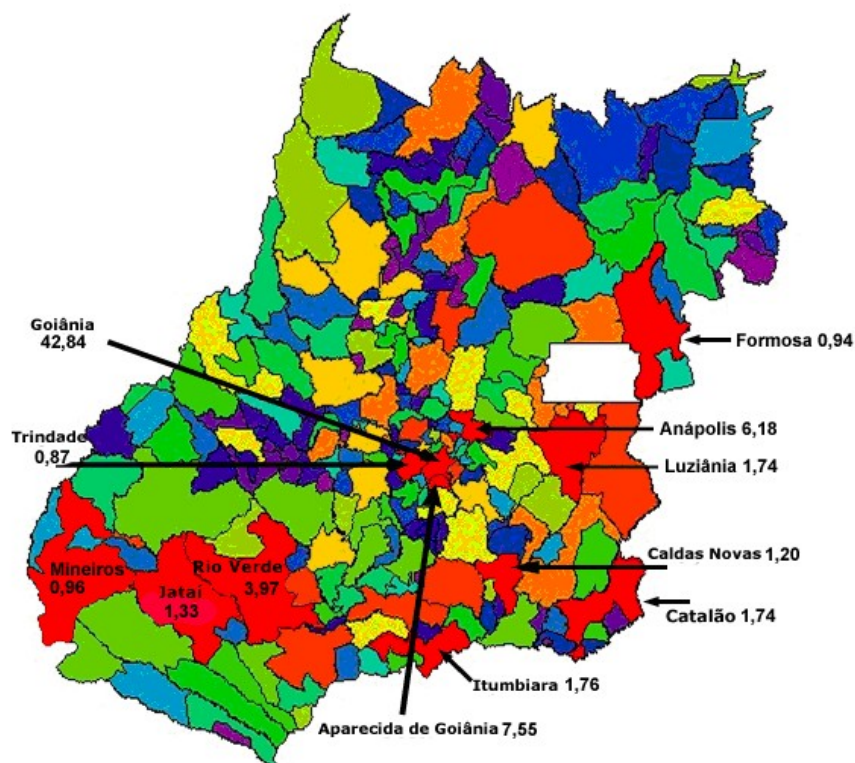 Goiânia
42,84
Formosa 0,94
Anápolis 6,18
Trindade
0,87
Luziânia 1,74
Caldas Novas 1,20
Rio Verde
3,97
Mineiros
0,96
Jataí
1,33
Catalão 1,74
Itumbiara 1,76
Aparecida de Goiânia 7,55